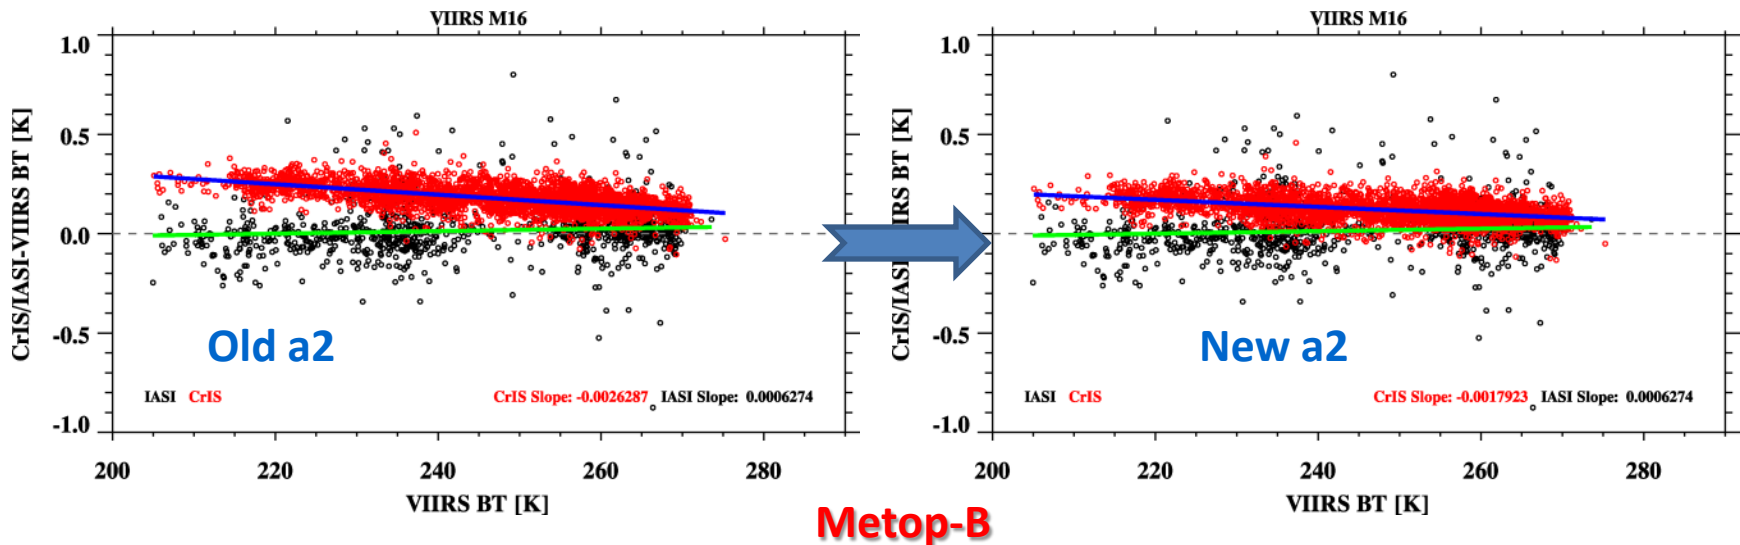 VIIRS M16
1.0
0.5
0.0
-0.5
-1.0
CrIS/IASI-VIIRS BT [K]
Old a2
IASI CrIS
CrIS Slope: -0.0026287 IASI Slope: 0.0006274
200 220 240 260 280
VIIRS BT [K]
VIIRS M16
1.0
0.5
0.0
-0.5
-1.0
CrIS/IASI IRS BT [K]
New a2
IASI CrIS
CrIS Slope: -0.0017923 IASI Slope: 0.0006274
200 220 240 260 280
VIIRS BT [K]
Metop-B